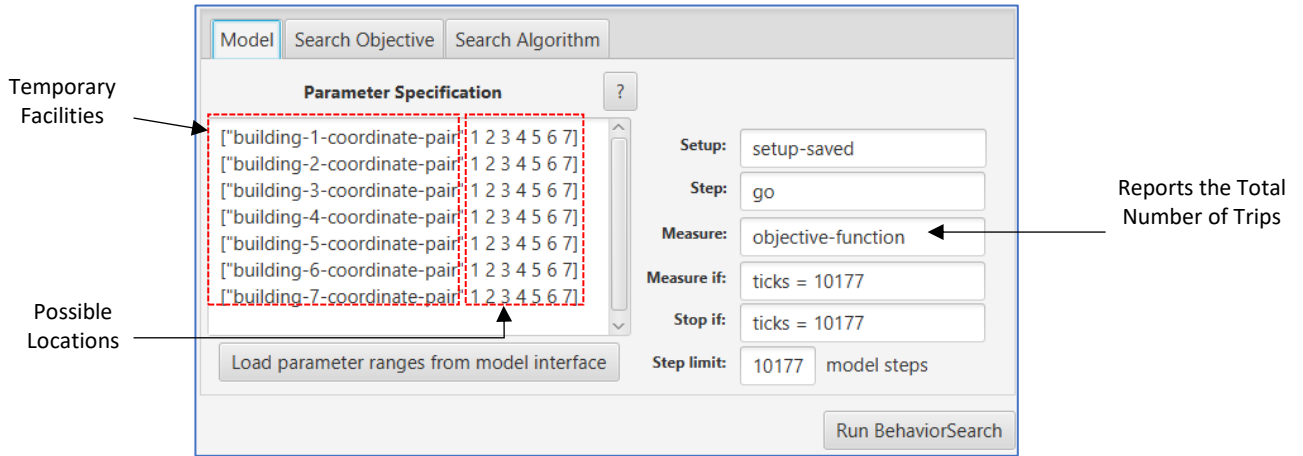 Model Search Objective Search Algorithm
Temporary
Facilities
Parameter Specification ?
["building-1-coordinate-pair" 1 2 3 4 5 6 7]
["building-2-coordinate-pair" 1 2 3 4 5 6 7]
["building-3-coordinate-pair" 1 2 3 4 5 6 7]
["building-4-coordinate-pair" 1 2 3 4 5 6 7]
["building-5-coordinate-pair" 1 2 3 4 5 6 7]
["building-6-coordinate-pair" 1 2 3 4 5 6 7]
["building-7-coordinate-pair" 1 2 3 4 5 6 7]
Possible
Locations
Load parameter ranges from model interface
Setup: setup-saved
Step: go
Measure: objective-function
Measure if: ticks = 10177
Stop if: ticks = 10177
Step limit: 10177 model steps
Reports the Total
Number of Trips
Run BehaviorSearch